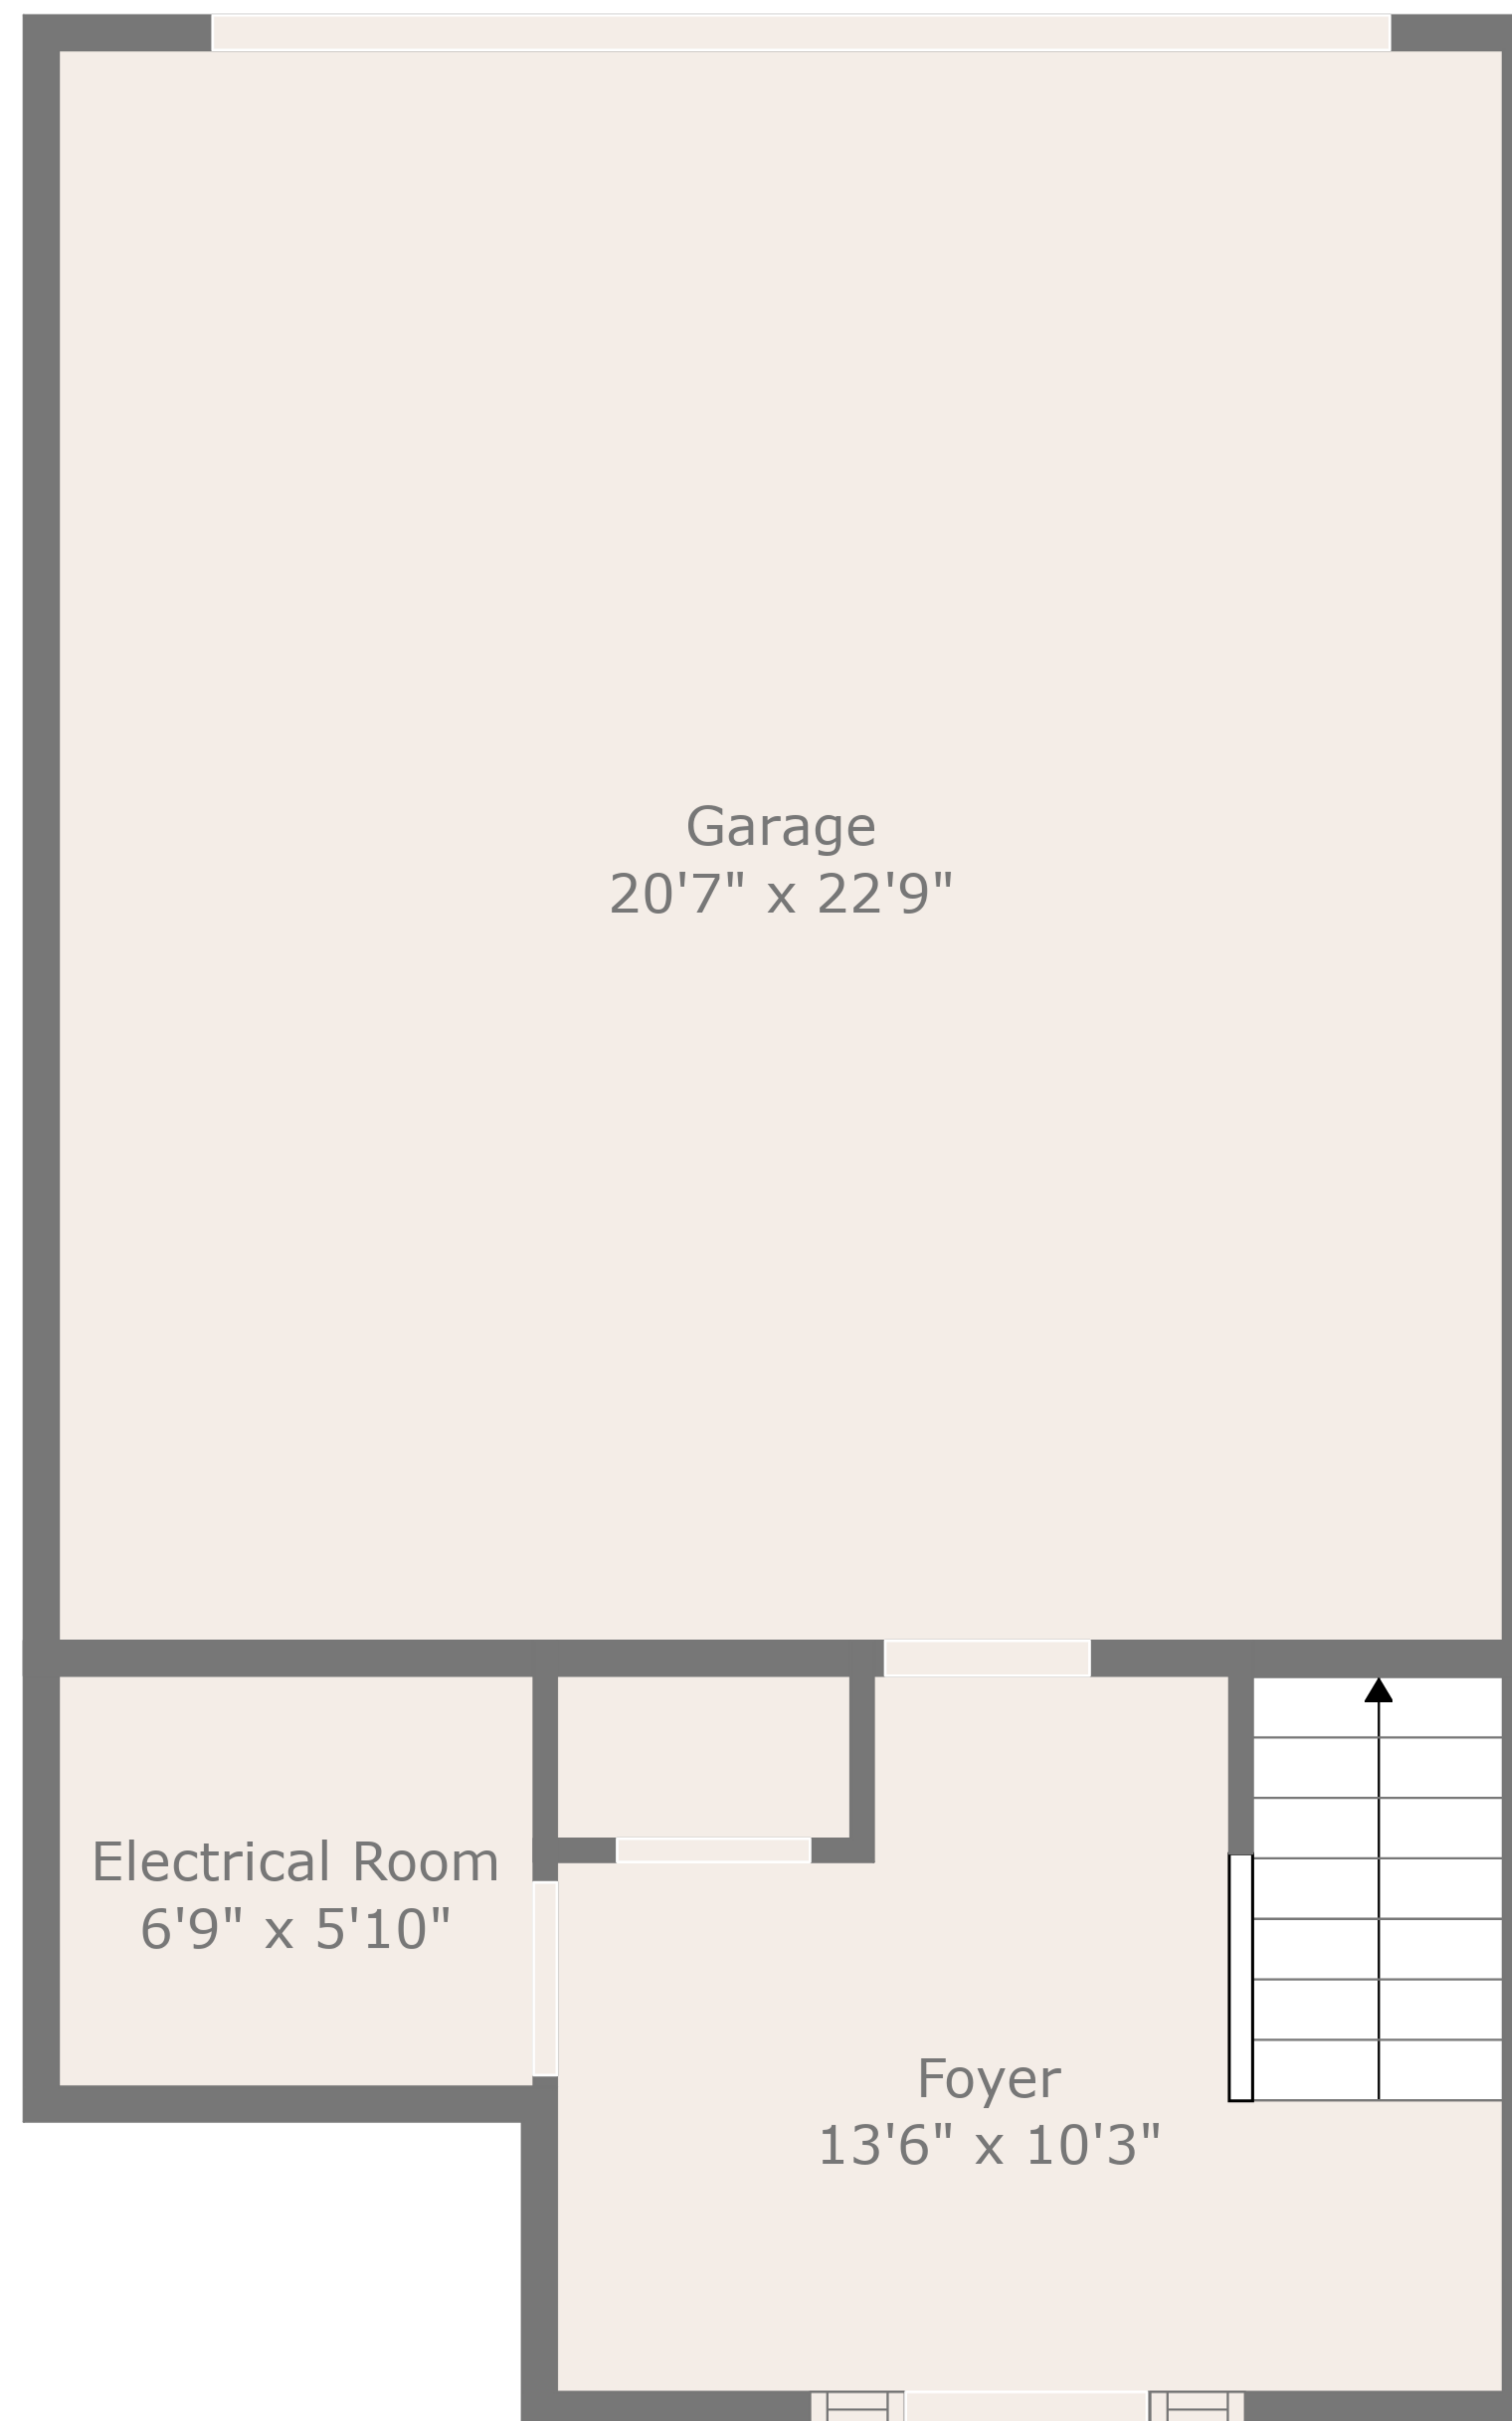 Garage
20'7" x 22'9"
Electrical Room
6'9" x 5'10"
Foyer
13'6" x 10'3"